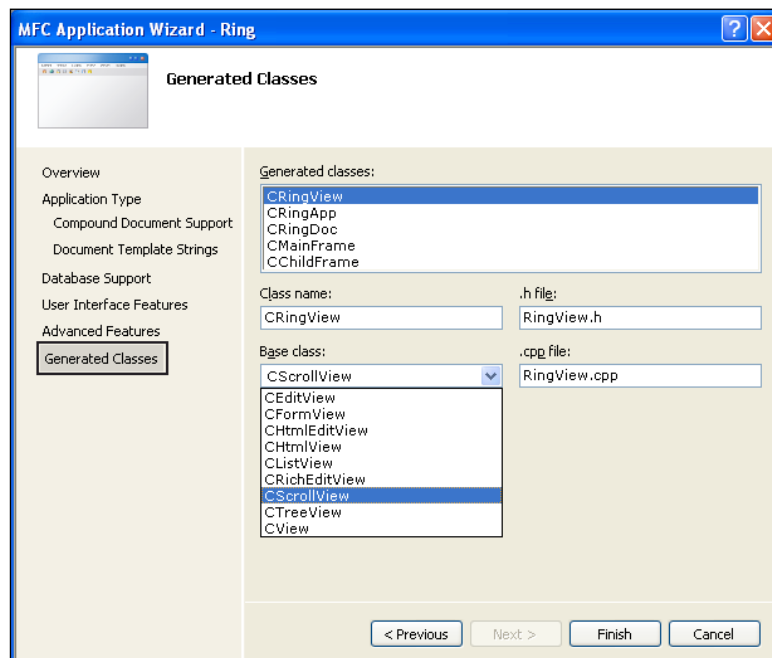 MFC Application Wizard - Ring
Generated Classes
Overview
Application Type
Compound Document Support
Document Template Strings
Database Support
User Interface Features
Advanced Features
Generated Classes
Generated classes:
CRingView
CRingApp
CRingDoc
CMainFrame
CChildFrame
Class name:
CRingView
.h file:
RingView.h
Base class:
CScrollView
.cpp file:
RingView.cpp
CEditView
CFormView
CHtmlEditView
CHtmlView
CListView
CRichEditView
CScrollView
CTreeView
CView
< Previous
Next >
Finish
Cancel